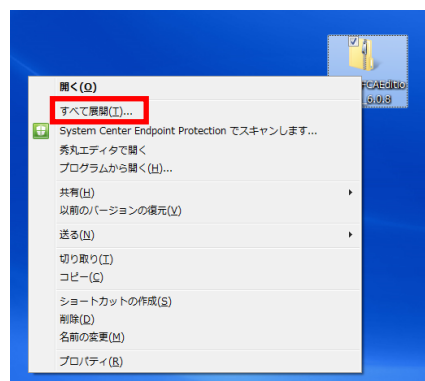 CAEditio
_6.0.8
開く(O)
すべて展開(T)...
System Center Endpoint Protection でスキャンします...
秀丸エディタで開く
プログラムから開く(H)...
共有(H)
以前のバージョンの復元(V)
送る(N)
切り取り(T)
コピー(C)
ショートカットの作成(S)
削除(D)
名前の変更(M)
プロパティ(R)